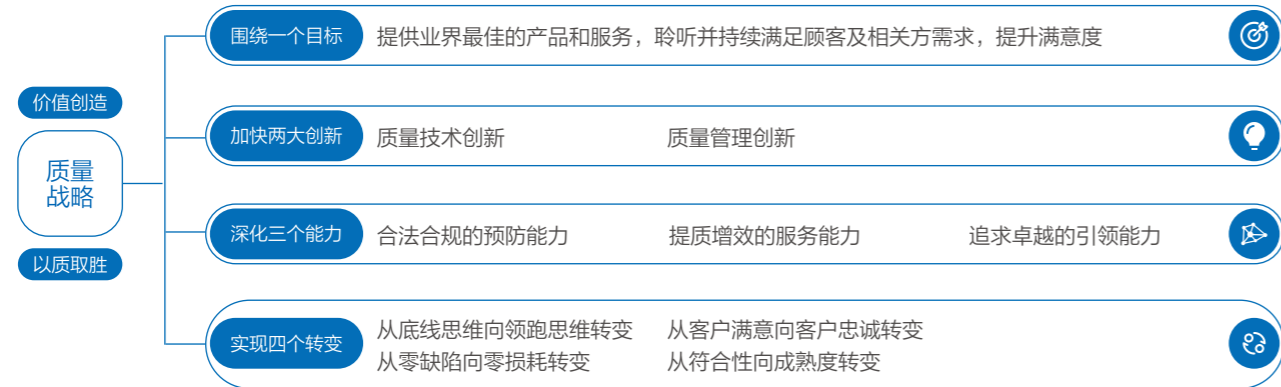 价值创造
质量
战略
以质取胜
围绕一个目标
提供业界最佳的产品和服务，聆听并持续满足顾客及相关方需求，提升满意度
加快两大创新
质量技术创新
质量管理创新
深化三个能力
合法合规的预防能力
提质增效的服务能力
追求卓越的引领能力
实现四个转变
从底线思维向领跑思维转变
从客户满意向客户忠诚转变
从零缺陷向零损耗转变
从符合性向成熟度转变